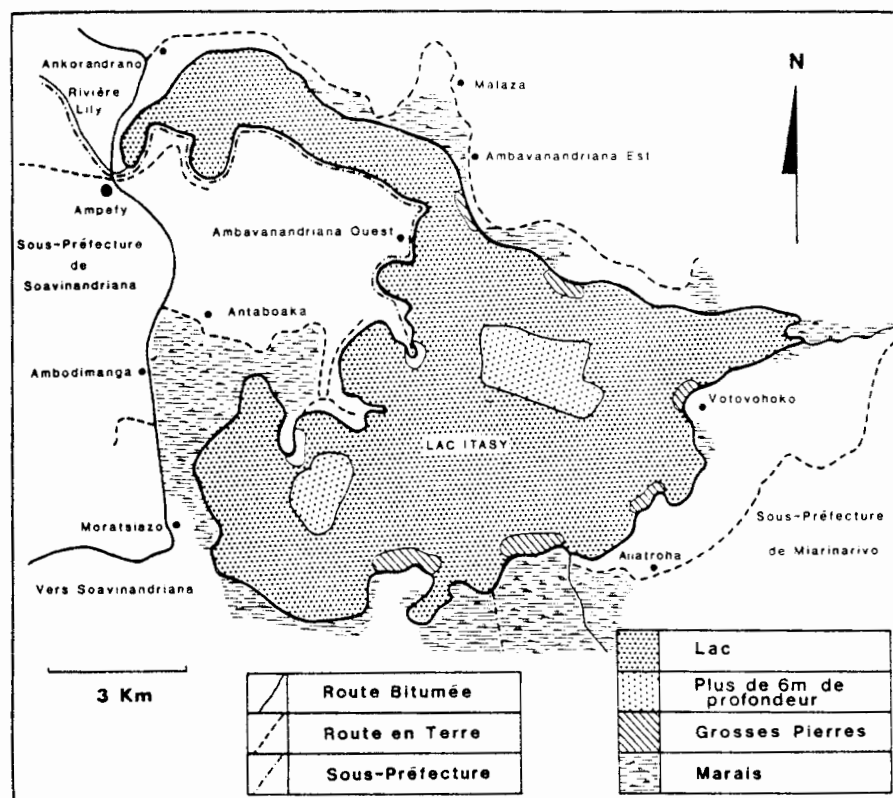 N
Ankorandrano
Rivière
Lily
Malaza
Ambavanandriana Est
Ampefy
Ambavanandriana Ouest
Sous-Préfecture
de
Soavinandriana
Antaboaka
Ambodimanga
Votovohoko
LAC ITASY
Moratsiazo
Sous-Préfecture
de Miarinarivo
Aliatroha
Vers Soavinandriana
3 Km
Route Bitumée
Route en Terre
Sous-Préfecture
Lac
Plus de 6m de
profondeur
Grosses Pierres
Marais